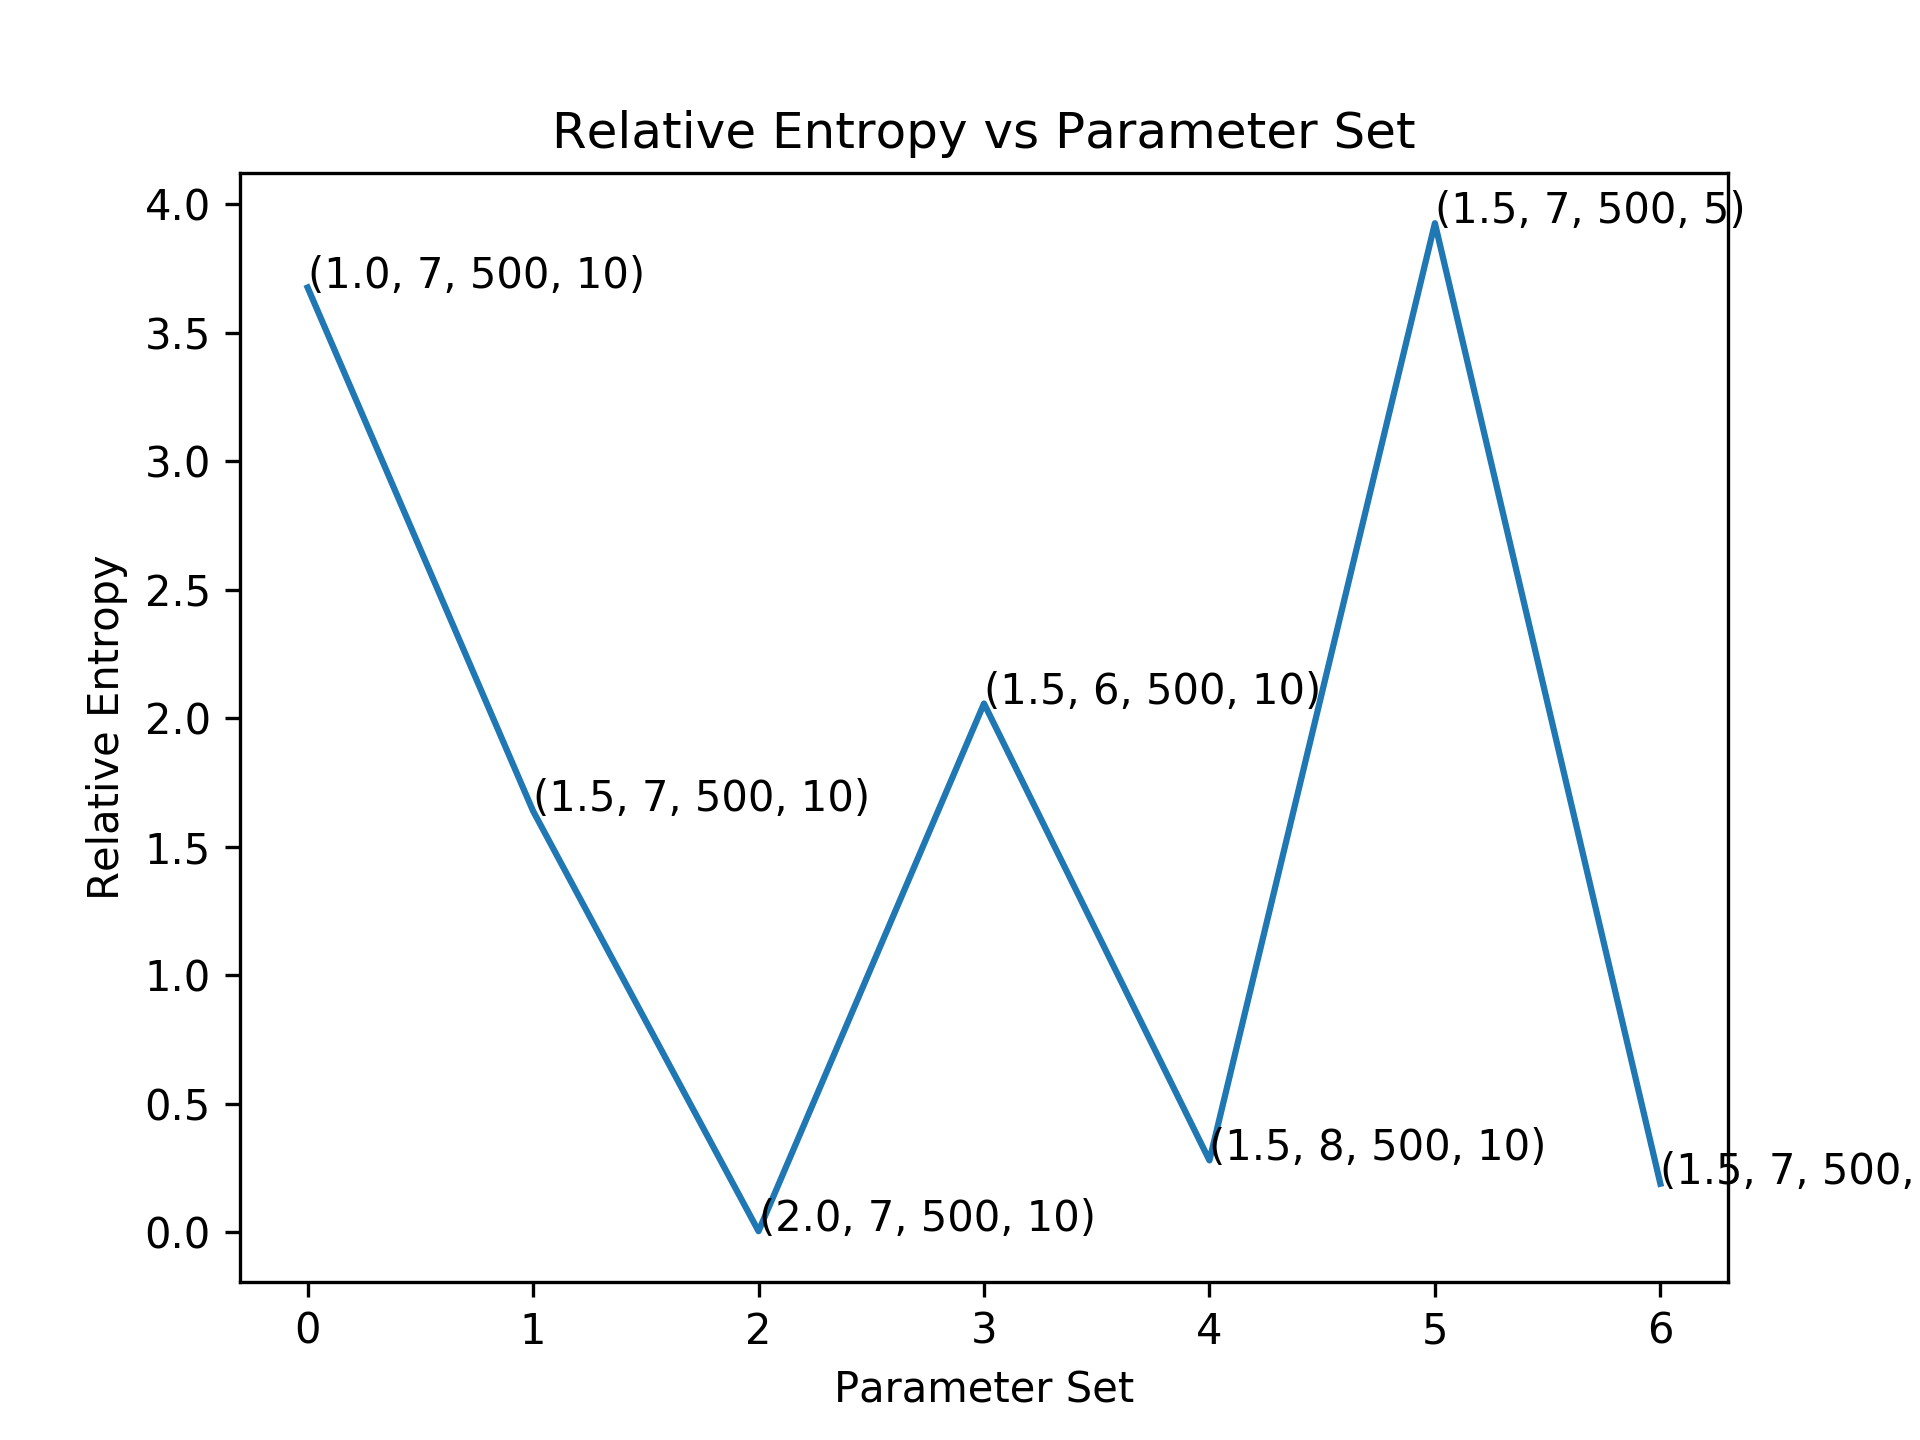 Relative Entropy vs Parameter Set
4.0
3.5
3.0
2.5
2.0
1.5
1.0
0.5
0.0
Relative Entropy
(1.0, 7, 500, 10)
(1.5, 7, 500, 10)
(2.0, 7, 500, 10)
(1.5, 6, 500, 10)
(1.5, 8, 500, 10)
(1.5, 7, 500, 5)
(1.5, 7, 500,
0 1 2 3 4 5 6
Parameter Set